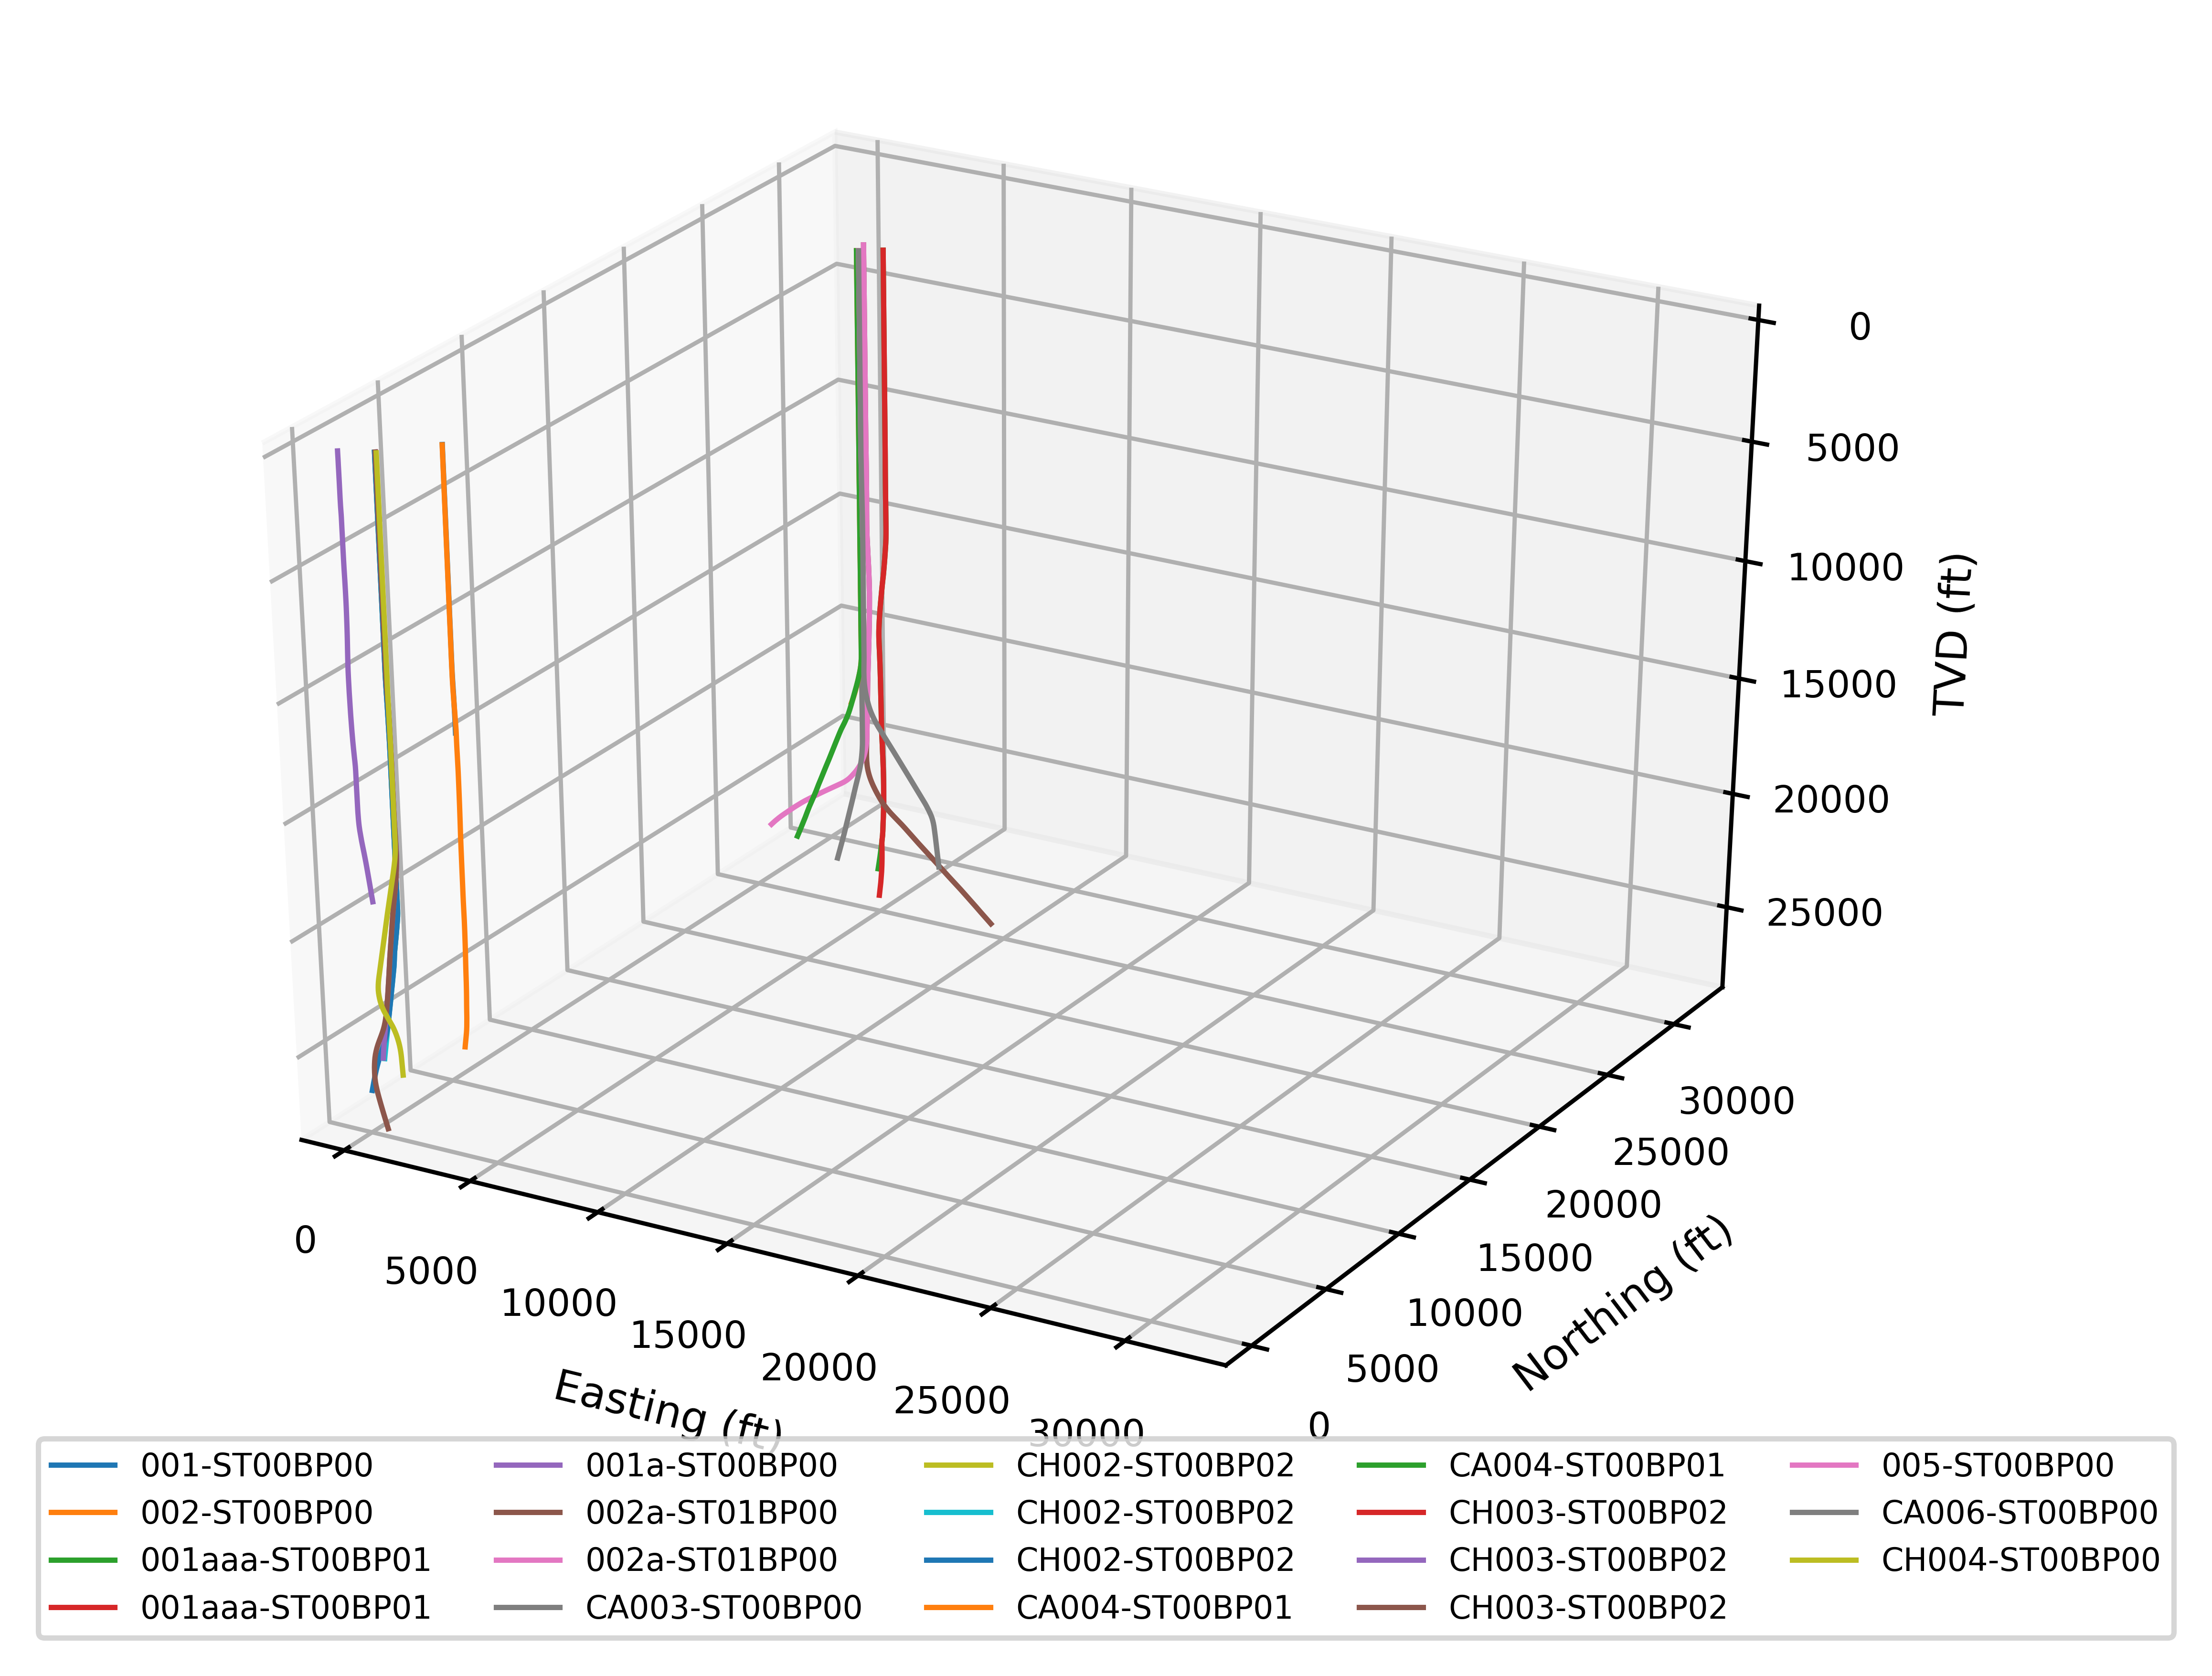 0
5000
10000
15000
20000
25000
TVD (ft)
0
5000
10000
15000
20000
25000
30000
Easting (ft)
0
5000
10000
15000
20000
25000
30000
Northing (ft)
001-ST00BP00
002-ST00BP00
001aaa-ST00BP01
001aaa-ST00BP01
001a-ST00BP00
002a-ST01BP00
002a-ST01BP00
CA003-ST00BP00
CH002-ST00BP02
CH002-ST00BP02
CH002-ST00BP02
CA004-ST00BP01
CA004-ST00BP01
CH003-ST00BP02
CH003-ST00BP02
CH003-ST00BP02
005-ST00BP00
CA006-ST00BP00
CH004-ST00BP00